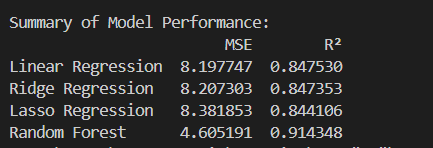 Summary of Model Performance:
MSE R²
Linear Regression 8.197747 0.847530
Ridge Regression 8.207303 0.847353
Lasso Regression 8.381853 0.844106
Random Forest 4.605191 0.914348